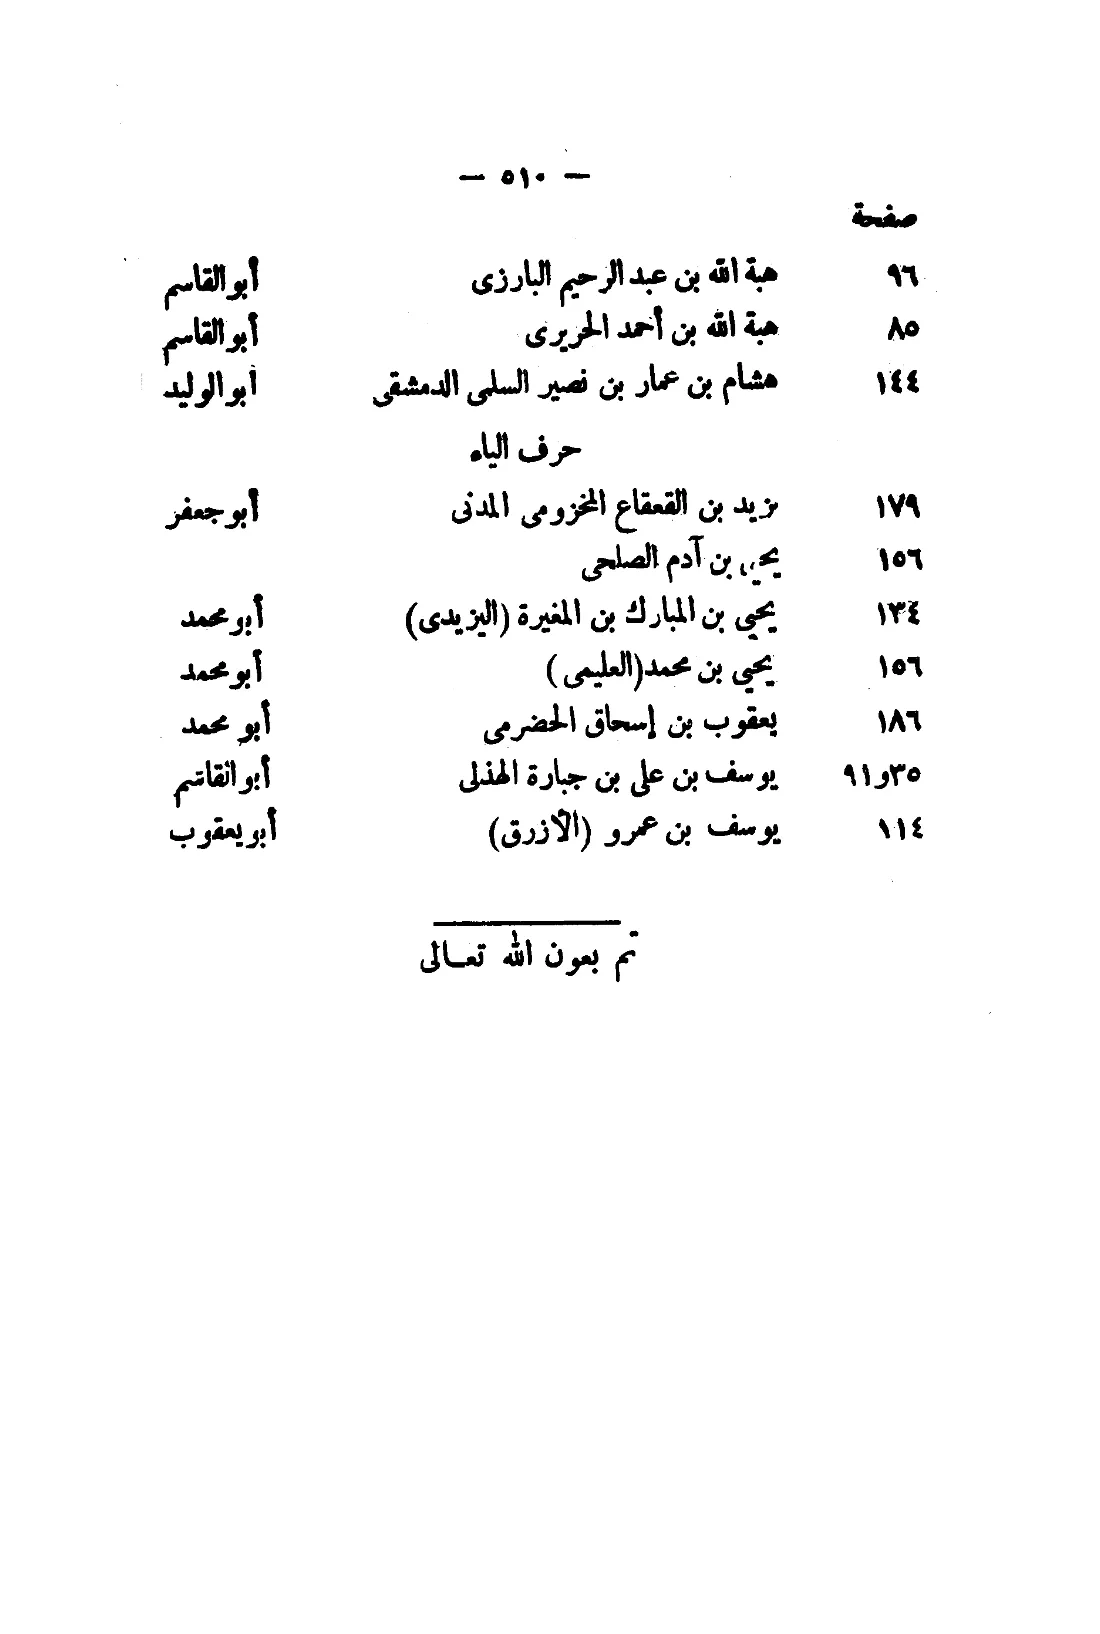 — ٥١٠ —
صفحة
٩٦ هبة الله بن عبد الرحيم البارزى أبو القاسم
٨٥ هبة الله بن أحمد الحريرى أبو القاسم
١٤٤ هشام بن عمار بن نصير السلمى الدمشقى أبو الوليد
حرف الياء
١٧٩ يزيد بن القعقاع المخزومى المدنى أبو جعفر
١٥٦ يحيى بن آدم الصلحى
١٣٤ يحيى بن المبارك بن المغيرة (اليزيدى) أبو محمد
١٥٦ يحيى بن محمد (العليمى) أبو محمد
١٨٦ يعقوب بن إسحاق الحضرمى أبو محمد
٣٥و٩١ يوسف بن على بن جبارة الهذلى أبو القاسم
١١٤ يوسف بن عمرو (الأزرق) أبو يعقوب
تم بعون الله تعالى